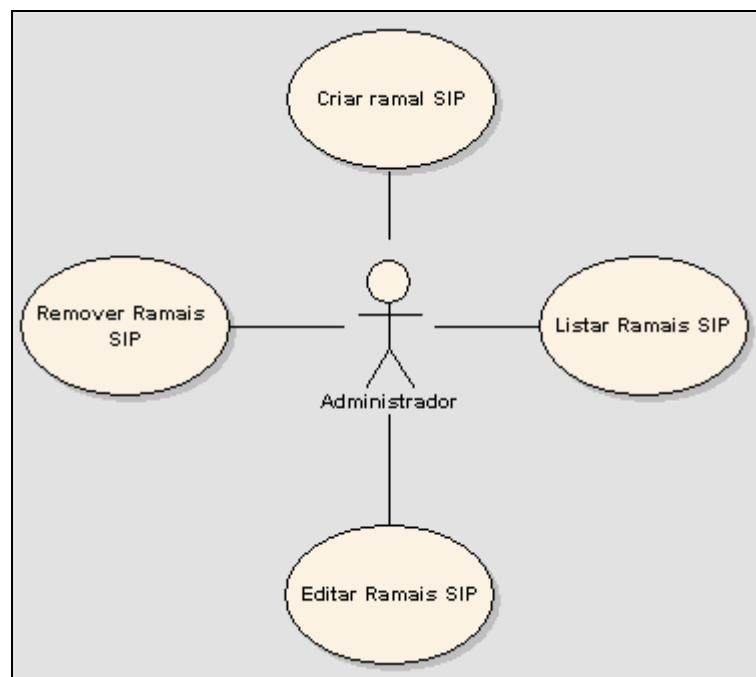 Criar ramal SIP
Remover Ramais
SIP
Listar Ramais SIP
Administrador
Editar Ramais SIP